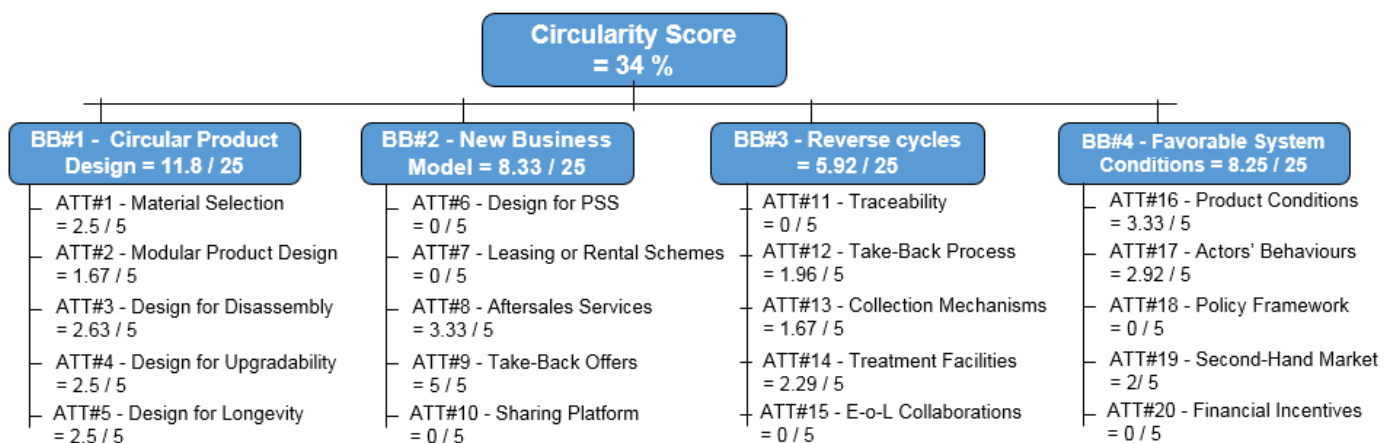 Circularity Score
= 34 %
BB#1 - Circular Product
Design = 11.8 / 25
ATT#1 - Material Selection
= 2.5 / 5
ATT#2 - Modular Product Design
= 1.67 / 5
ATT#3 - Design for Disassembly
= 2.63 / 5
ATT#4 - Design for Upgradability
= 2.5 / 5
ATT#5 - Design for Longevity
= 2.5 / 5
BB#2 - New Business
Model = 8.33 / 25
ATT#6 - Design for PSS
= 0 / 5
ATT#7 - Leasing or Rental Schemes
= 0 / 5
ATT#8 - Aftersales Services
= 3.33 / 5
ATT#9 - Take-Back Offers
= 5 / 5
ATT#10 - Sharing Platform
= 0 / 5
BB#3 - Reverse cycles
= 5.92 / 25
ATT#11 - Traceability
= 0 / 5
ATT#12 - Take-Back Process
= 1.96 / 5
ATT#13 - Collection Mechanisms
= 1.67 / 5
ATT#14 - Treatment Facilities
= 2.29 / 5
ATT#15 - E-o-L Collaborations
= 0 / 5
BB#4 - Favorable System
Conditions = 8.25 / 25
ATT#16 - Product Conditions
= 3.33 / 5
ATT#17 - Actors' Behaviours
= 2.92 / 5
ATT#18 - Policy Framework
= 0 / 5
ATT#19 - Second-Hand Market
= 2/ 5
ATT#20 - Financial Incentives
= 0 / 5